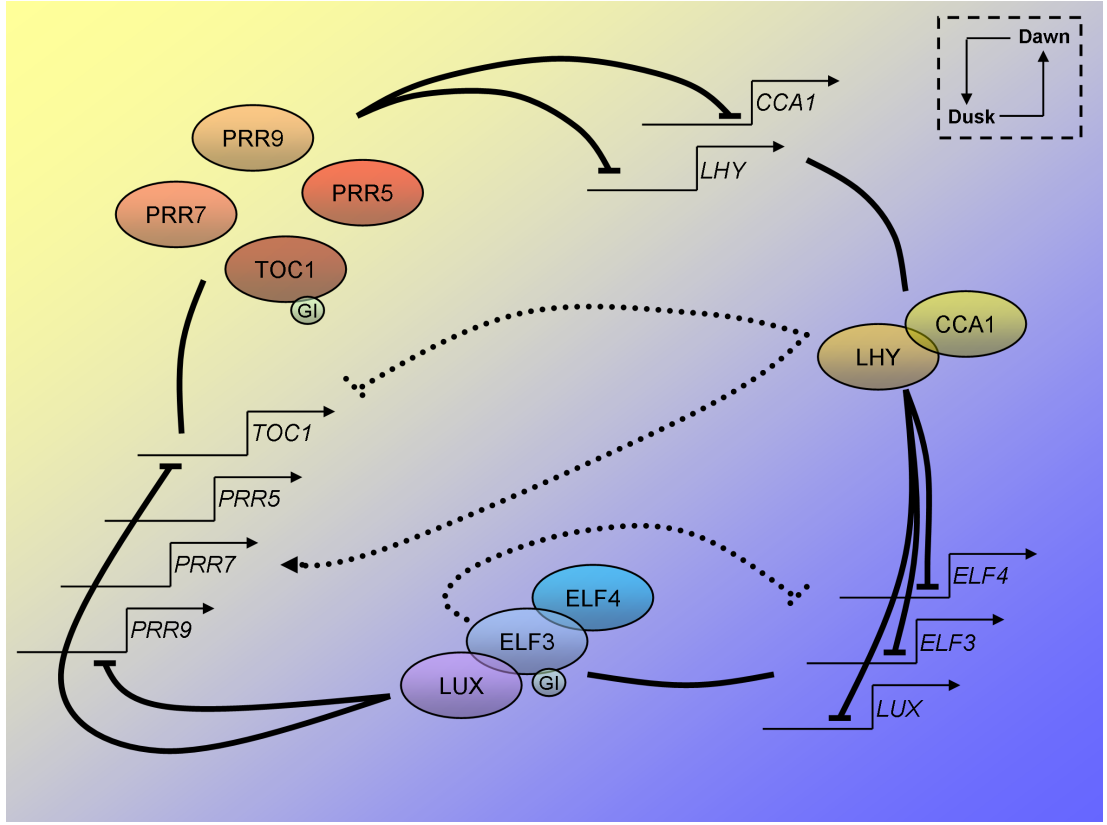 Dawn
Dusk
CCA1
LHY
PRR9
PRR5
PRR7
TOC1
GI
CCA1
LHY
TOC1
PRR5
PRR7
PRR9
ELF4
ELF3
LUX
GI
ELF4
ELF3
LUX